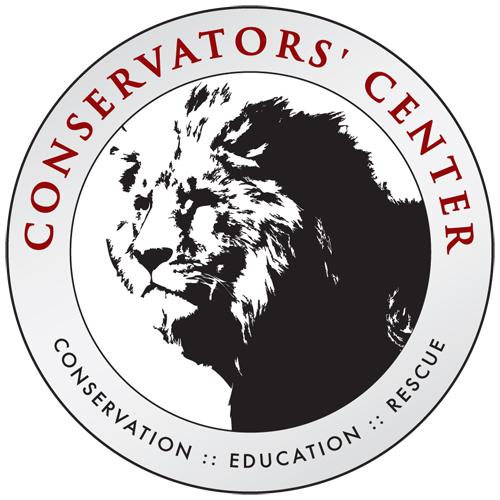 CONSERVATORS' CENTER
CONSERVATION :: EDUCATION :: RESCUE